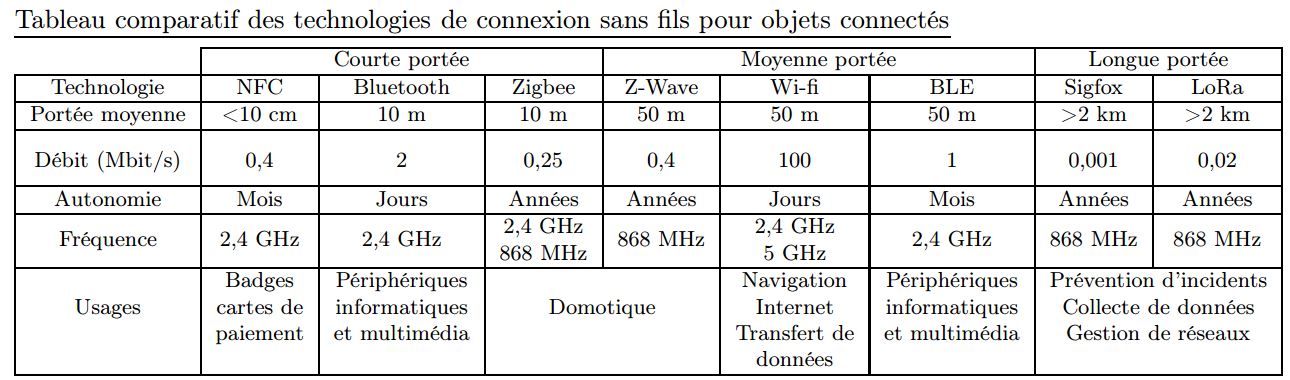 Tableau comparatif des technologies de connexion sans fils pour objets connectés
Courte portée Moyenne portée Longue portée
Technologie NFC Bluetooth Zigbee Z-Wave Wi-fi BLE Sigfox LoRa
Portée moyenne <10 cm 10 m 10 m 50 m 50 m 50 m >2 km >2 km
Débit (Mbit/s) 0,4 2 0,25 0,4 100 1 0,001 0,02
Autonomie Mois Jours Années Années Jours Mois Années Années
Fréquence 2,4 GHz 2,4 GHz 2,4 GHz 868 MHz 868 MHz 2,4 GHz 5 GHz 2,4 GHz 868 MHz 868 MHz
Usages Badges cartes de paiement Périphériques informatiques et multimédia Domotique Navigation Internet Transfert de données Périphériques informatiques et multimédia Prévention d'incidents Collecte de données Gestion de réseaux